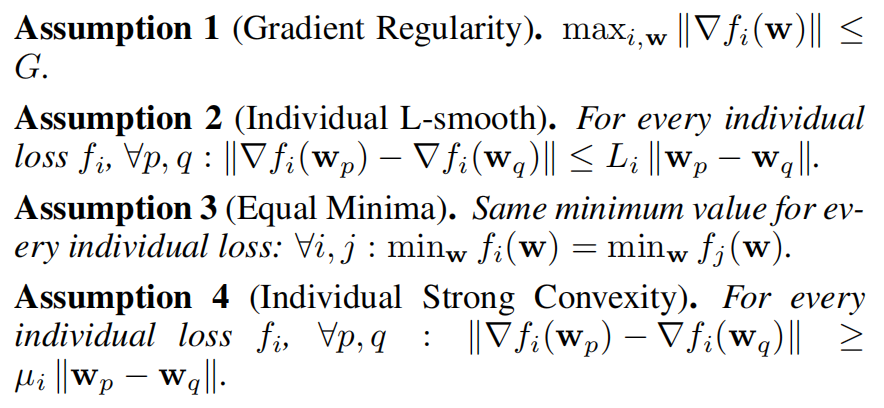 Assumption 1 (Gradient Regularity). max_{i,𝐰} ‖∇f_i(𝐰)‖ ≤
G.
Assumption 2 (Individual L-smooth). For every individual
loss f_i, ∀p, q : ‖∇f_i(𝐰_p) − ∇f_i(𝐰_q)‖ ≤ L_i ‖𝐰_p − 𝐰_q‖.
Assumption 3 (Equal Minima). Same minimum value for ev-
ery individual loss: ∀i, j : min_𝐰 f_i(𝐰) = min_𝐰 f_j(𝐰).
Assumption 4 (Individual Strong Convexity). For every
individual loss f_i, ∀p, q : ‖∇f_i(𝐰_p) − ∇f_i(𝐰_q)‖ ≥
μ_i ‖𝐰_p − 𝐰_q‖.